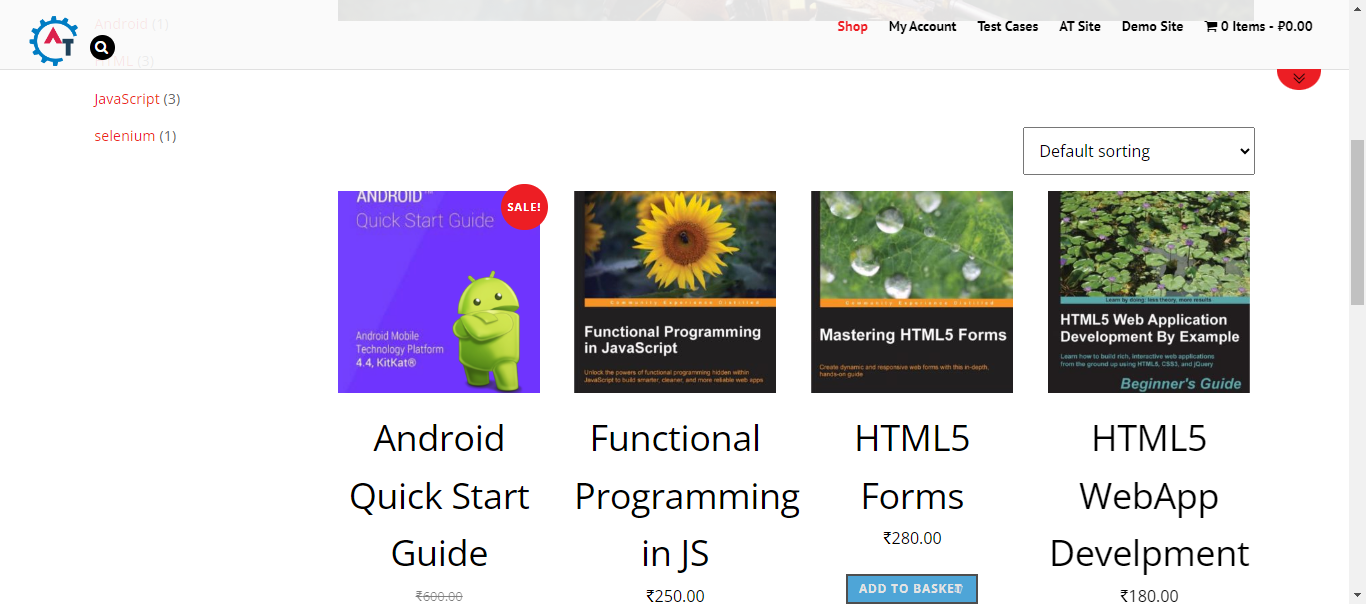 Android (1)
AT
HTML (3)
Shop
My Account
Test Cases
AT Site
Demo Site
0 Items - ₽0.00
JavaScript (3)
selenium (1)
Default sorting
ANDROID™
Quick Start Guide
SALE!
Android Mobile
Technology Platform
4.4, KitKat®
Community Experience Distilled
Functional Programming
in JavaScript
Unlock the powers of functional programming hidden within
JavaScript to build smarter, cleaner, and more reliable web apps
Community Experience Distilled
Mastering HTML5 Forms
Create dynamic and responsive web forms with this in-depth,
hands-on guide
Learn by doing: less theory, more results
HTML5 Web Application
Development By Example
Learn how to build rich, interactive web applications
from the ground up using HTML5, CSS3, and jQuery
Beginner's Guide
Android
Quick Start
Guide
₹600.00
Functional
Programming
in JS
₹250.00
HTML5
Forms
₹280.00
ADD TO BASKET
HTML5
WebApp
Develpment
₹180.00